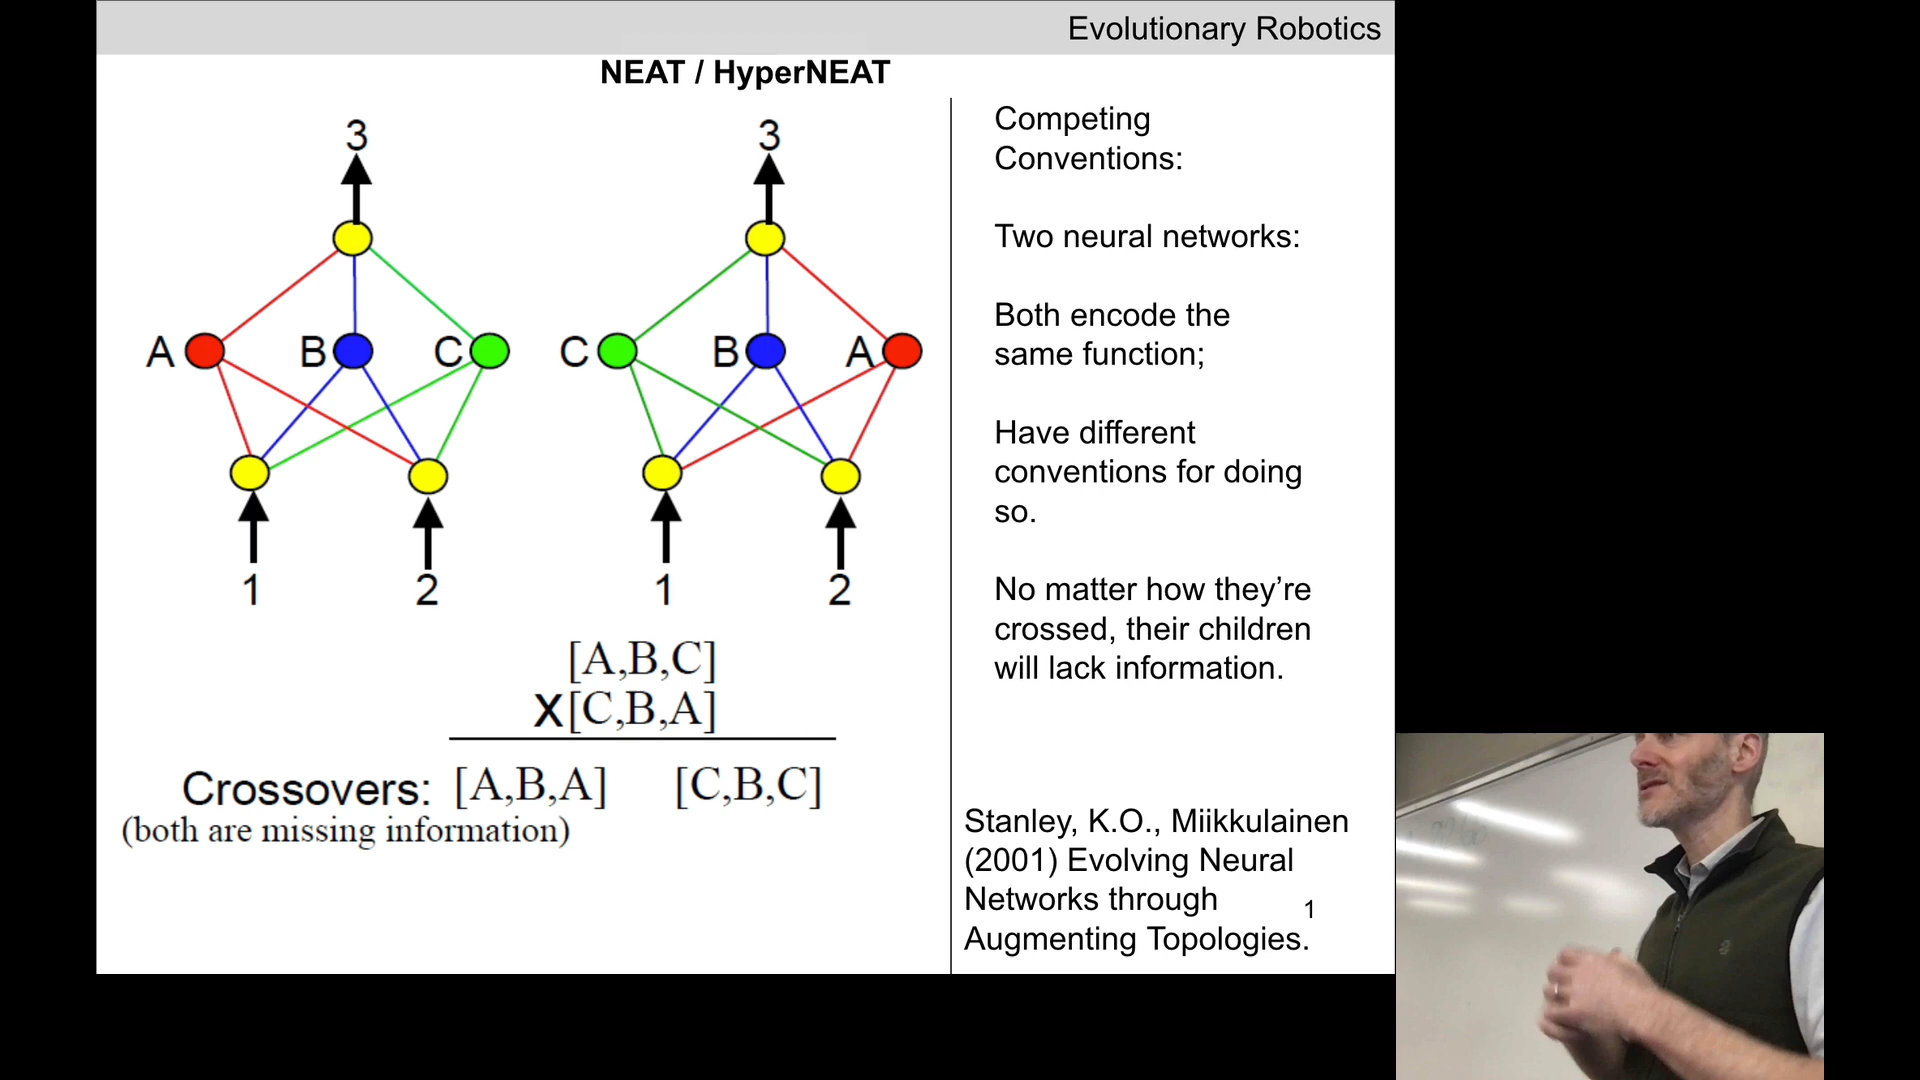 Evolutionary Robotics
NEAT / HyperNEAT
3
A
B
C
1
2
3
C
B
A
1
2
[A,B,C]
X[C,B,A]
Crossovers: [A,B,A] [C,B,C]
(both are missing information)
Competing
Conventions:
Two neural networks:
Both encode the
same function;
Have different
conventions for doing
so.
No matter how they’re
crossed, their children
will lack information.
Stanley, K.O., Miikkulainen
(2001) Evolving Neural
Networks through
Augmenting Topologies.
1